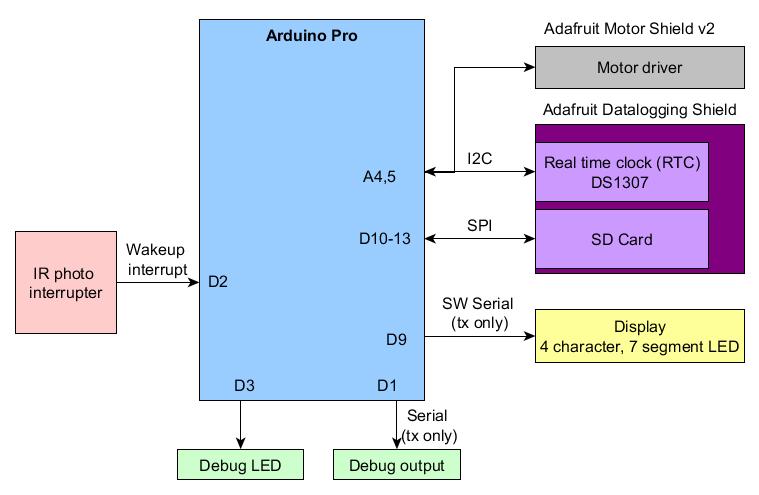 Arduino Pro
Adafruit Motor Shield v2
Motor driver
Adafruit Datalogging Shield
A4,5
I2C
Real time clock (RTC)
DS1307
D10-13
SPI
SD Card
IR photo
interrupter
Wakeup
interrupt
D2
SW Serial
(tx only)
D9
Display
4 character, 7 segment LED
D3
D1
Serial
(tx only)
Debug LED
Debug output